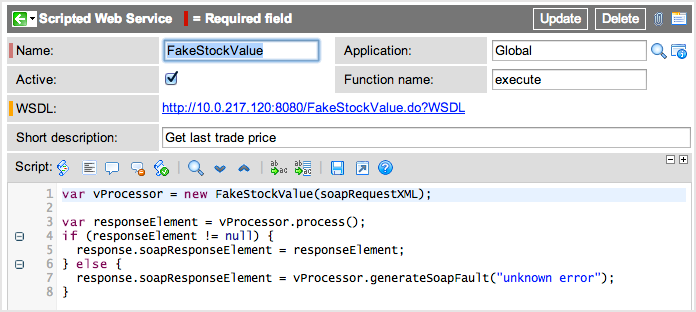 Scripted Web Service = Required field Update Delete
Name: FakeStockValue Application: Global
Active: Function name: execute
WSDL: http://10.0.217.120:8080/FakeStockValue.do?WSDL
Short description: Get last trade price
Script:
1 var vProcessor = new FakeStockValue(soapRequestXML);
2
3 var responseElement = vProcessor.process();
4 if (responseElement != null) {
5 response.soapResponseElement = responseElement;
6 } else {
7 response.soapResponseElement = vProcessor.generateSoapFault("unknown error");
8 }